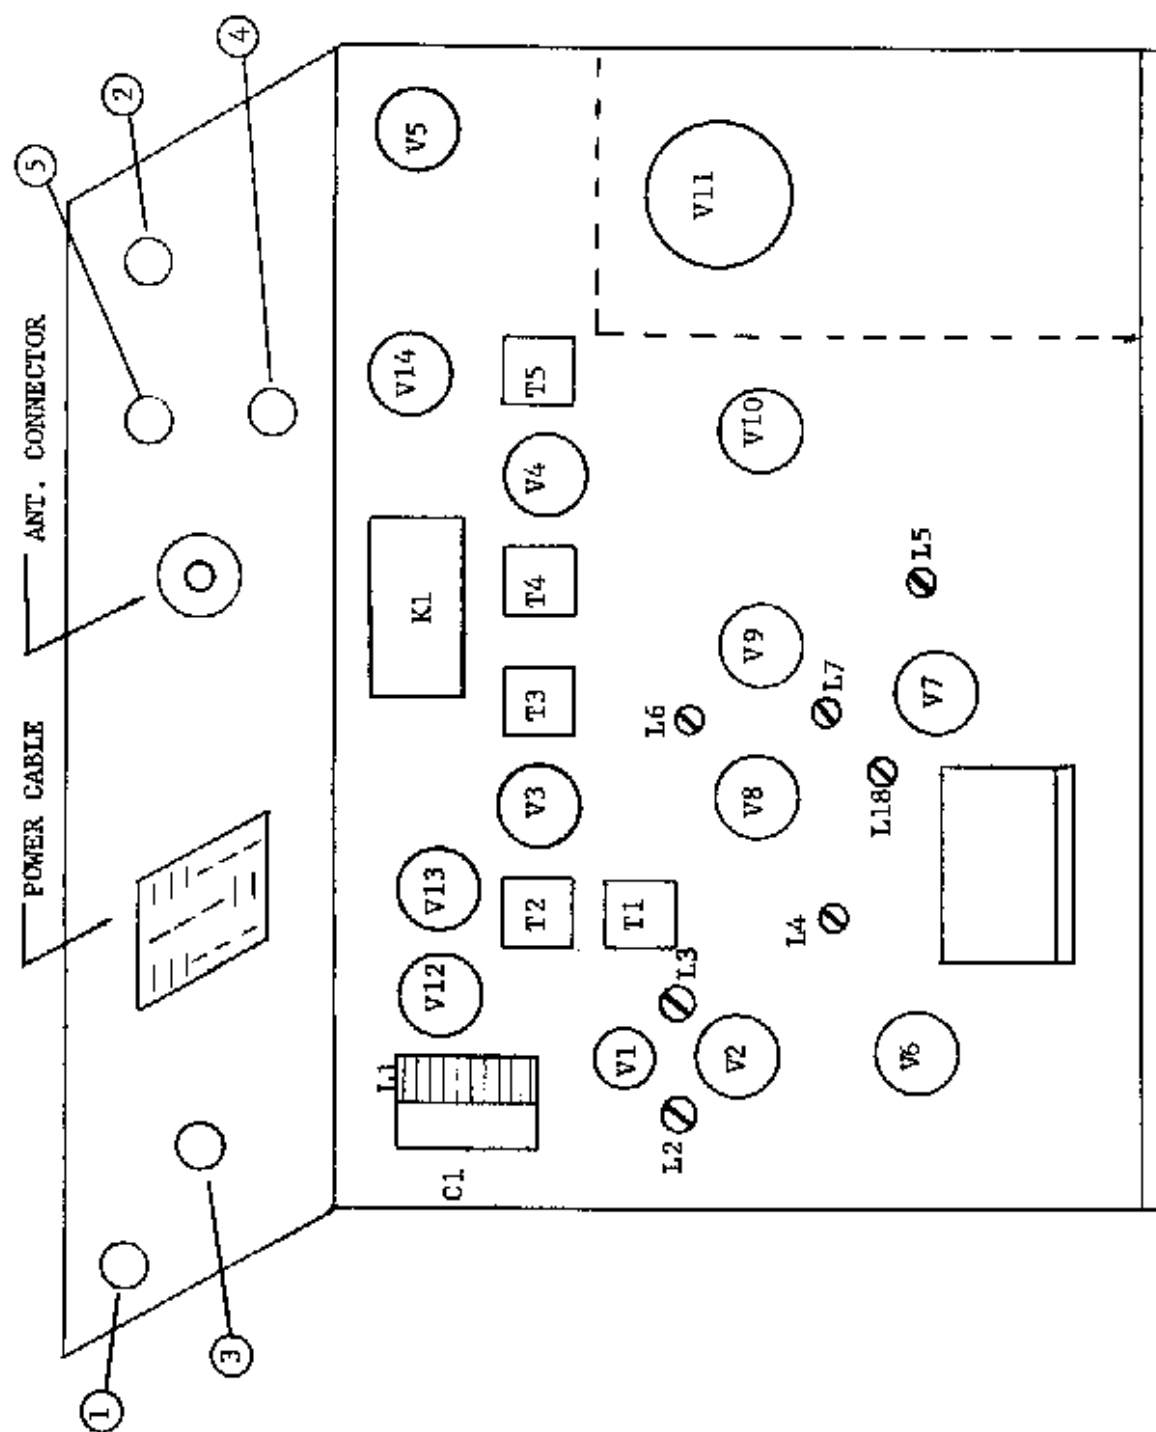 1
3
POWER CABLE
ANT. CONNECTOR
5
2
4
C1
L1
V12
V13
K1
V14
V5
T2
V3
T3
T4
V4
T5
V1
T1
L2
L3
L6
V2
V8
V9
V10
V11
L4
L7
L18
V6
V7
L5